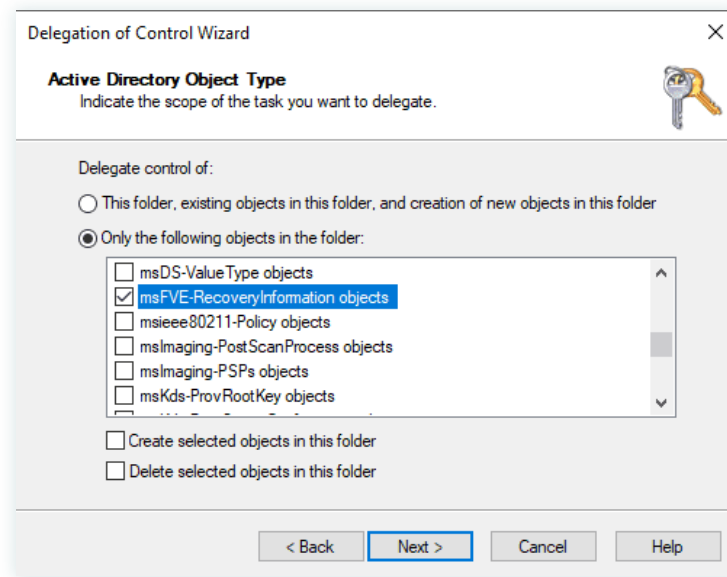 Delegation of Control Wizard
Active Directory Object Type
Indicate the scope of the task you want to delegate.
Delegate control of:
This folder, existing objects in this folder, and creation of new objects in this folder
Only the following objects in the folder:
msDS-ValueType objects
msFVE-RecoveryInformation objects
msieee80211-Policy objects
msImaging-PostScanProcess objects
msImaging-PSPs objects
msKds-ProvRootKey objects
Create selected objects in this folder
Delete selected objects in this folder
< Back
Next >
Cancel
Help